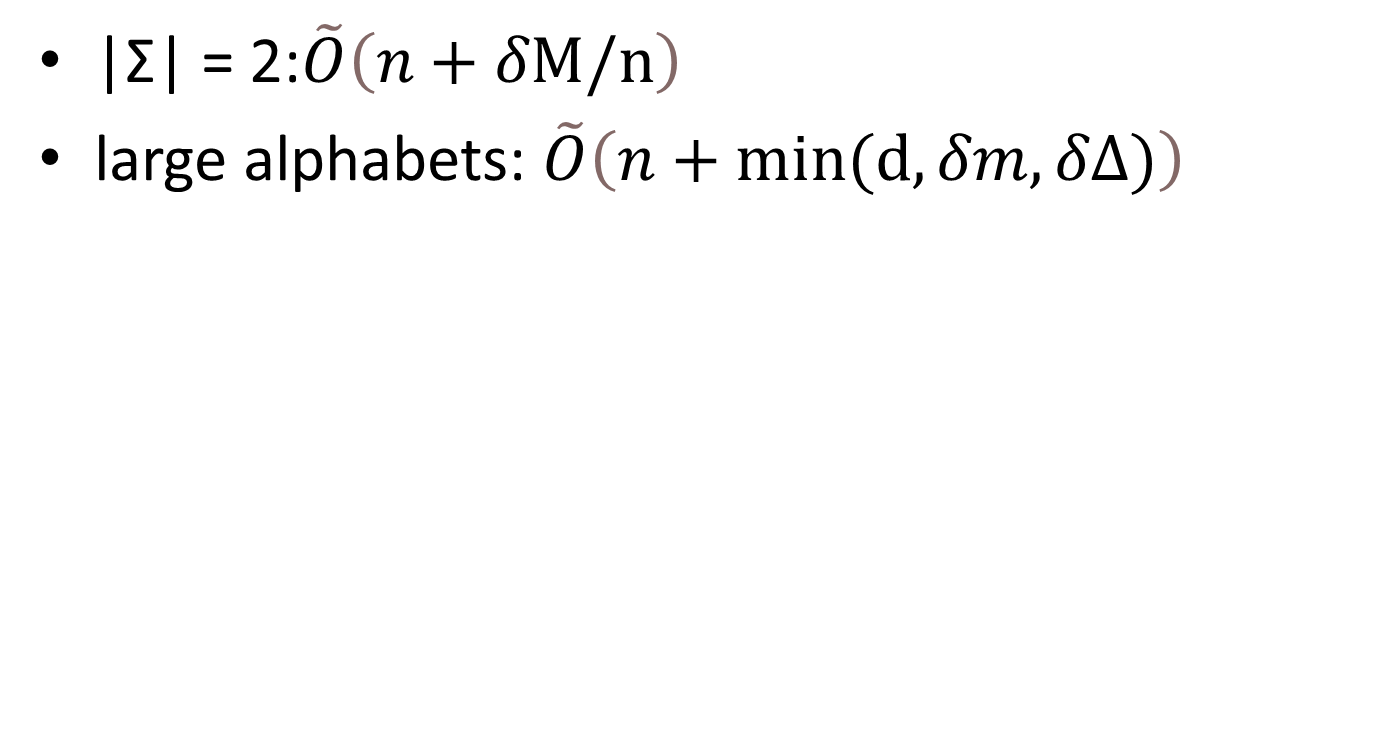 • |Σ| = 2:Õ(n + δM/n)
• large alphabets: Õ(n + min(d, δm, δΔ))